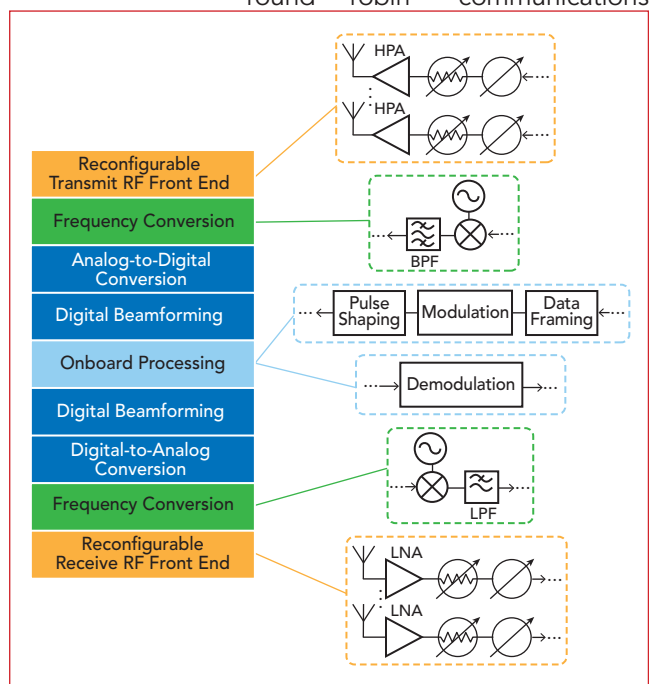 round robin communications
HPA
HPA
Reconfigurable
Transmit RF Front End
Frequency Conversion
BPF
Analog-to-Digital
Conversion
Digital Beamforming
Pulse
Shaping
Modulation
Data
Framing
Onboard Processing
Demodulation
Digital Beamforming
Digital-to-Analog
Conversion
Frequency Conversion
LPF
Reconfigurable
Receive RF Front End
LNA
LNA